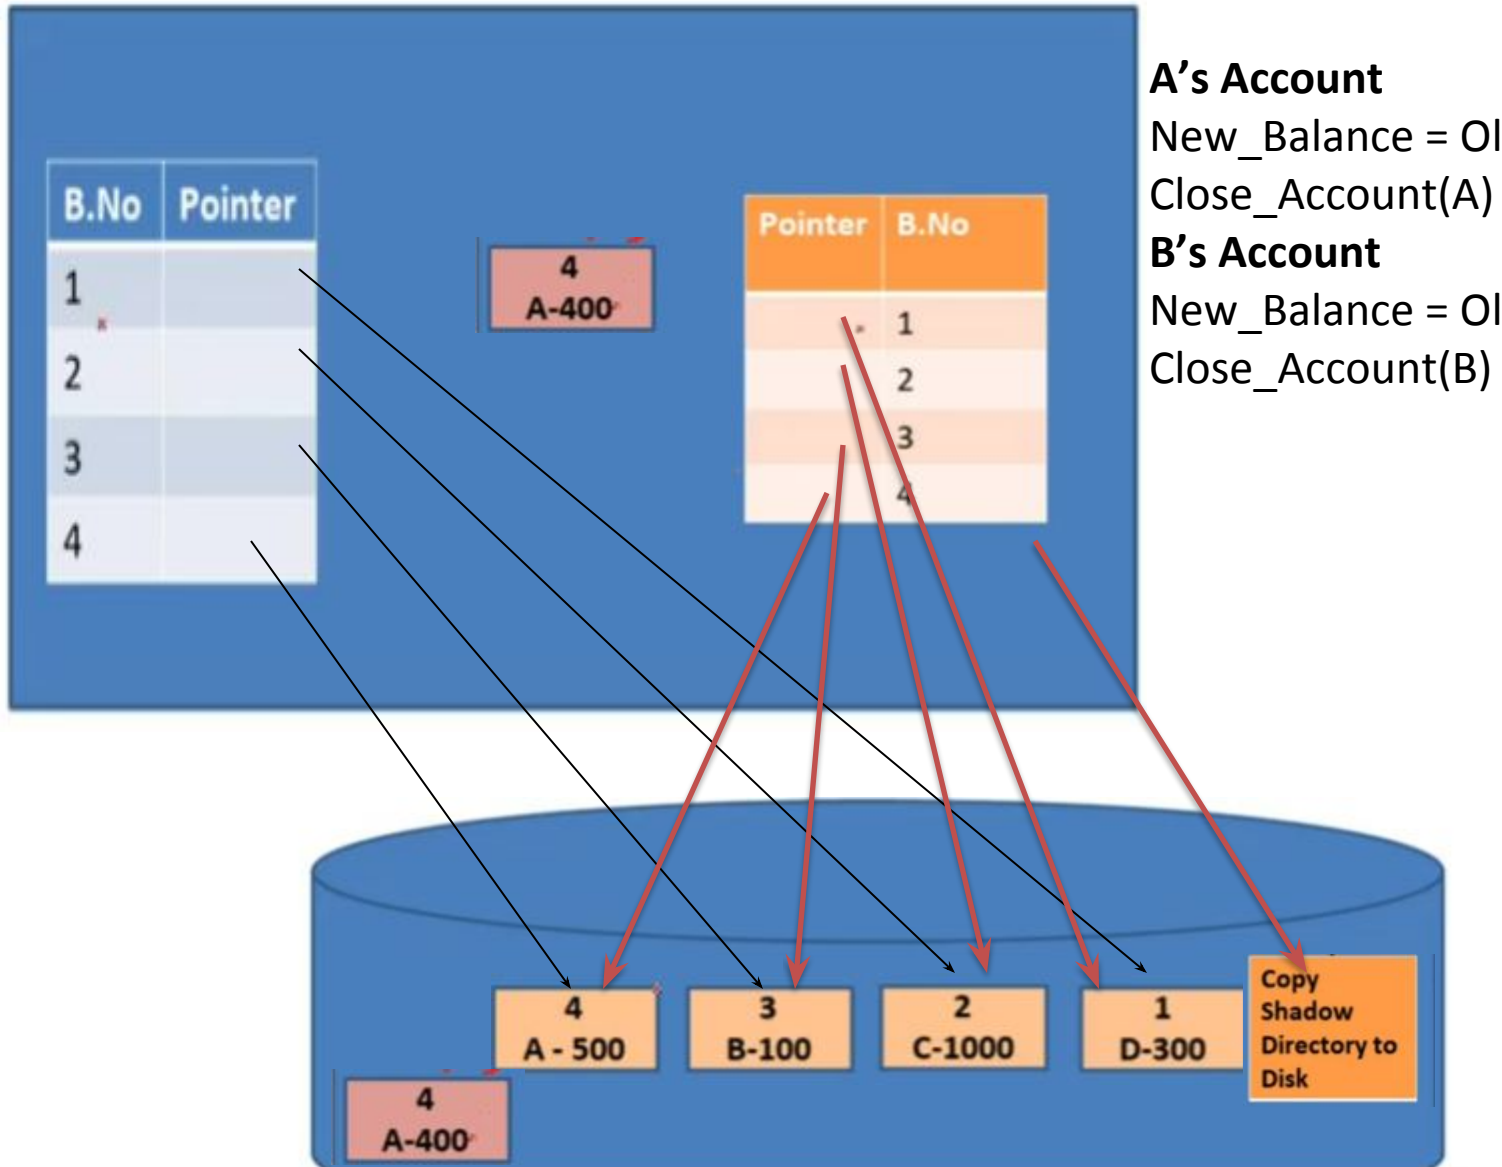 A's Account
New_Balance = Ol
Close_Account(A)
B's Account
New_Balance = Ol
Close_Account(B)
B.No Pointer
1
2
3
4
4
A-400
Pointer B.No
1
2
3
4
4
A - 500
3
B-100
2
C-1000
1
D-300
Copy
Shadow
Directory to
Disk
4
A-400